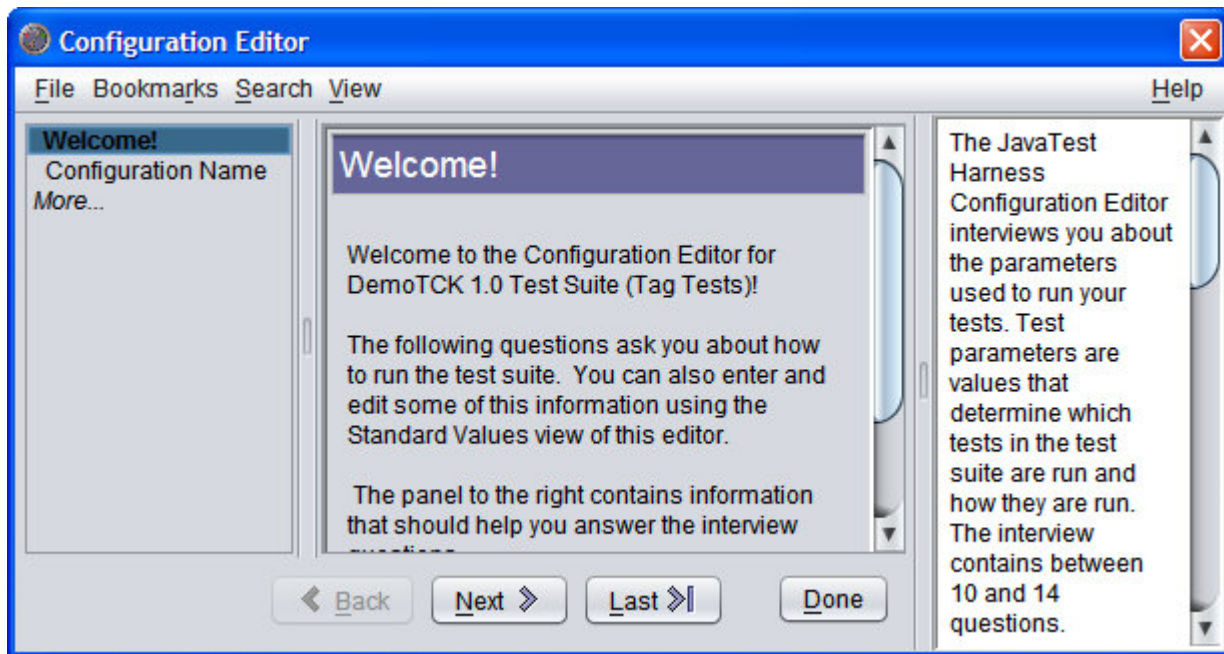 Configuration Editor
File Bookmarks Search View Help
Welcome!
Configuration Name
More...
Welcome!
Welcome to the Configuration Editor for
DemoTCK 1.0 Test Suite (Tag Tests)!
The following questions ask you about how
to run the test suite. You can also enter and
edit some of this information using the
Standard Values view of this editor.
The panel to the right contains information
that should help you answer the interview
Back
Next
Last
Done
The JavaTest
Harness
Configuration Editor
interviews you about
the parameters
used to run your
tests. Test
parameters are
values that
determine which
tests in the test
suite are run and
how they are run.
The interview
contains between
10 and 14
questions.